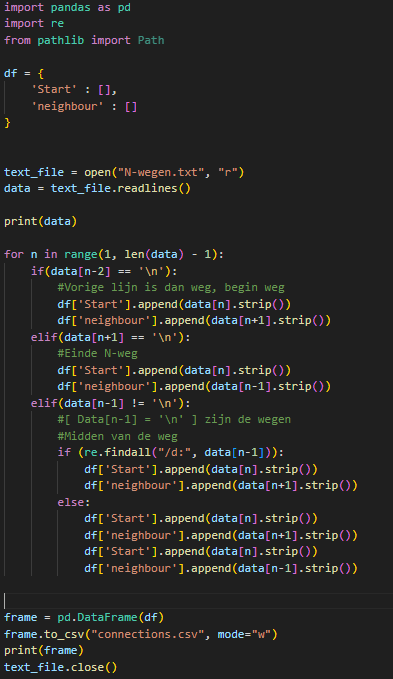 import pandas as pd
import re
from pathlib import Path

df = {
    'Start' : [],
    'neighbour' : []
}


text_file = open("N-wegen.txt", "r")
data = text_file.readlines()

print(data)

for n in range(1, len(data) - 1):
    if(data[n-2] == '\n'):
        #Vorige lijn is dan weg, begin weg
        df['Start'].append(data[n].strip())
        df['neighbour'].append(data[n+1].strip())
    elif(data[n+1] == '\n'):
        #Einde N-weg
        df['Start'].append(data[n].strip())
        df['neighbour'].append(data[n-1].strip())
    elif(data[n-1] != '\n'):
        #[ Data[n-1] = '\n' ] zijn de wegen
        #Midden van de weg
        if (re.findall("/d:", data[n-1])):
            df['Start'].append(data[n].strip())
            df['neighbour'].append(data[n+1].strip())
        else:
            df['Start'].append(data[n].strip())
            df['neighbour'].append(data[n+1].strip())
            df['Start'].append(data[n].strip())
            df['neighbour'].append(data[n-1].strip())


frame = pd.DataFrame(df)
frame.to_csv("connections.csv", mode="w")
print(frame)
text_file.close()